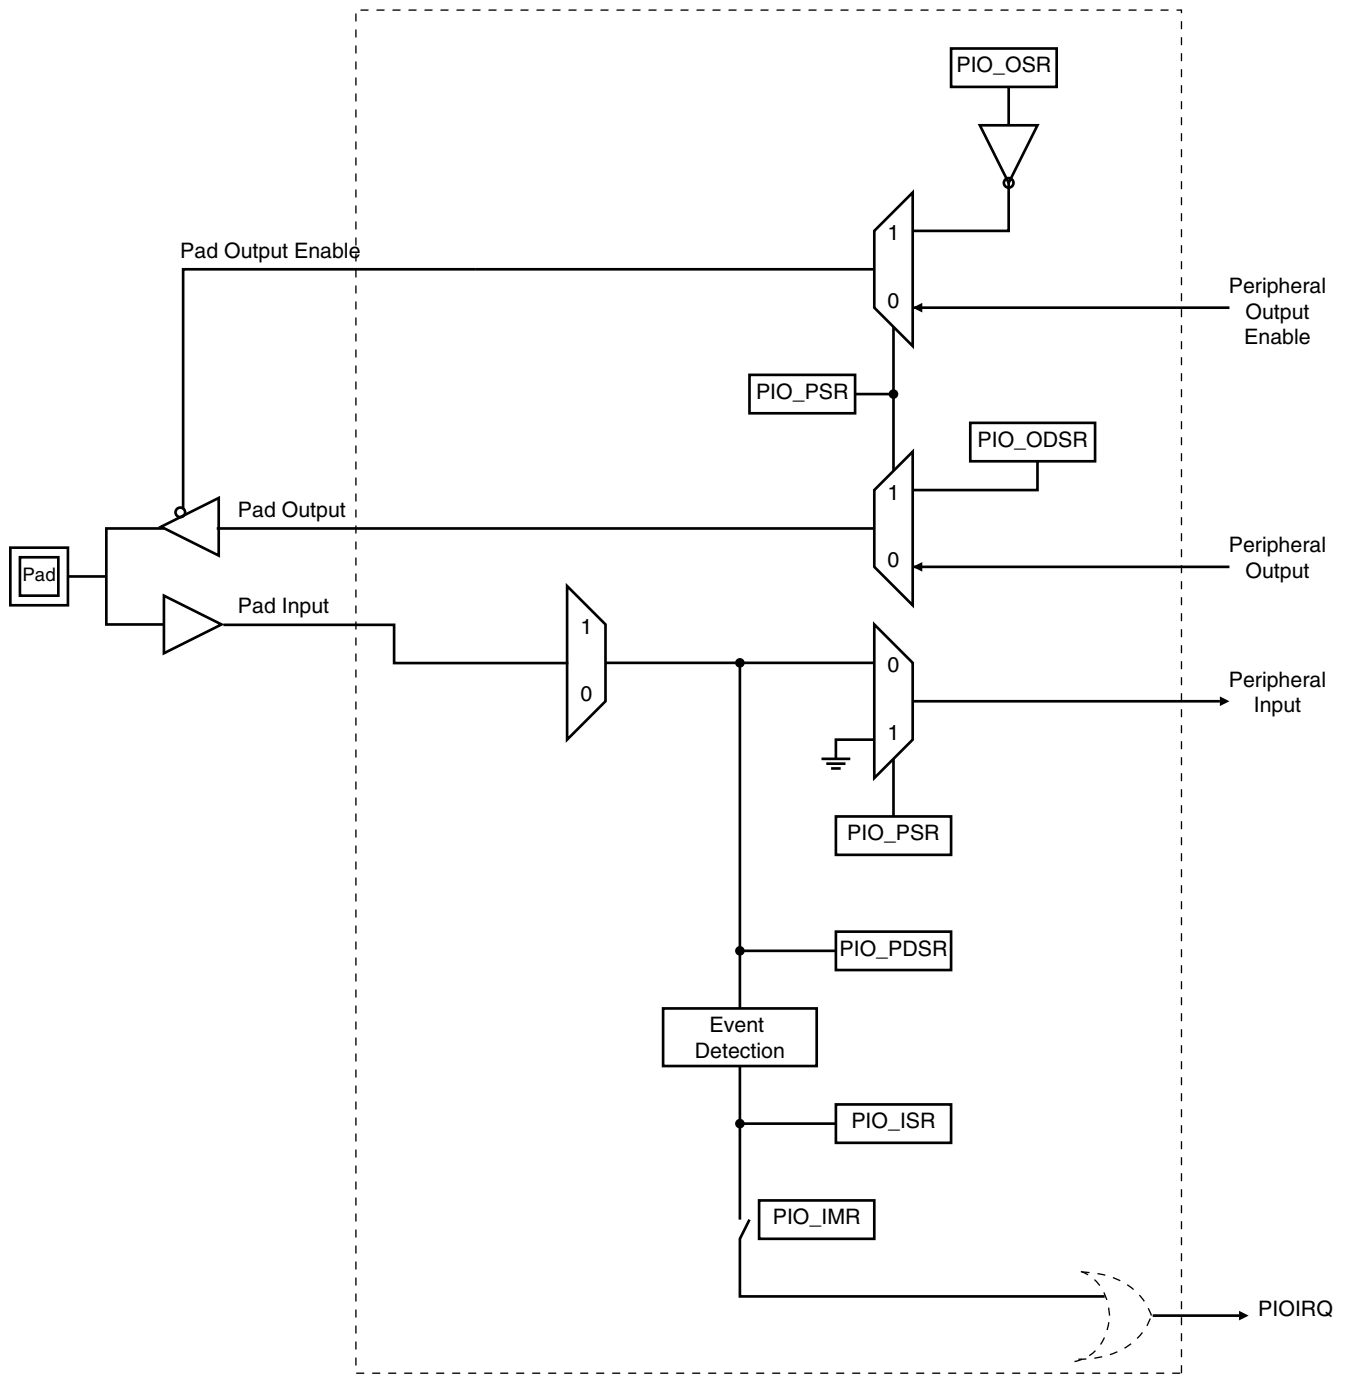 PIO_OSR
1
Pad Output Enable
0
Peripheral
Output
Enable
PIO_PSR
PIO_ODSR
1
Pad Output
0
Peripheral
Output
Pad
Pad Input
1
0
0
1
Peripheral
Input
PIO_PSR
PIO_PDSR
Event
Detection
PIO_ISR
PIO_IMR
PIOIRQ